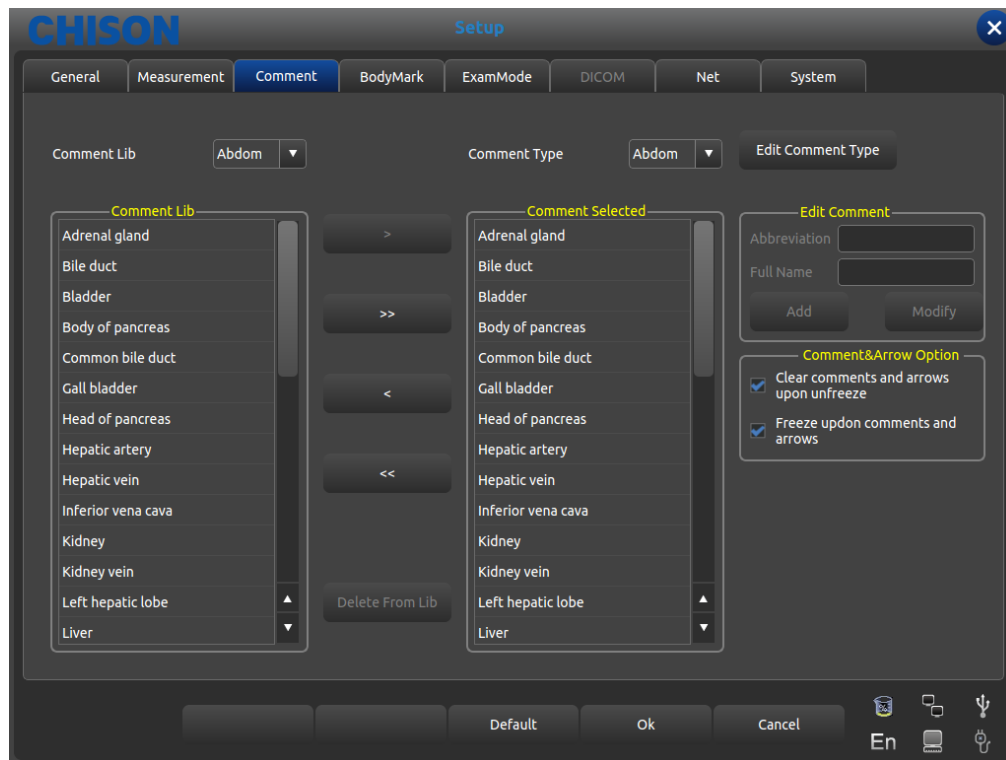 CHISON
Setup
General Measurement Comment BodyMark ExamMode DICOM Net System
Comment Lib Abdom Comment Type Abdom Edit Comment Type
Comment Lib
Adrenal gland
Bile duct
Bladder
Body of pancreas
Common bile duct
Gall bladder
Head of pancreas
Hepatic artery
Hepatic vein
Inferior vena cava
Kidney
Kidney vein
Left hepatic lobe
Liver
>
>>
<
<<
Delete From Lib
Comment Selected
Adrenal gland
Bile duct
Bladder
Body of pancreas
Common bile duct
Gall bladder
Head of pancreas
Hepatic artery
Hepatic vein
Inferior vena cava
Kidney
Kidney vein
Left hepatic lobe
Liver
Edit Comment
Abbreviation
Full Name
Add Modify
Comment&Arrow Option
Clear comments and arrows
upon unfreeze
Freeze updon comments and
arrows
Default Ok Cancel
En